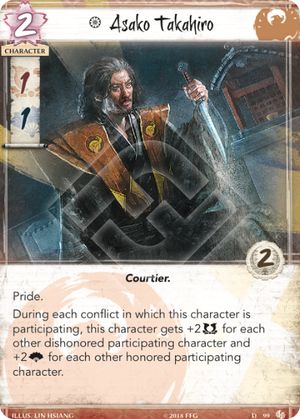 2
Asako Takahiro
CHARACTER
1
1
2
Courtier.
Pride.
During each conflict in which this character is
participating, this character gets +2 for each
other dishonored participating character and
+2 for each other honored participating
character.
ILLUS. LIN HSIANG
©2018 FFG
D 99